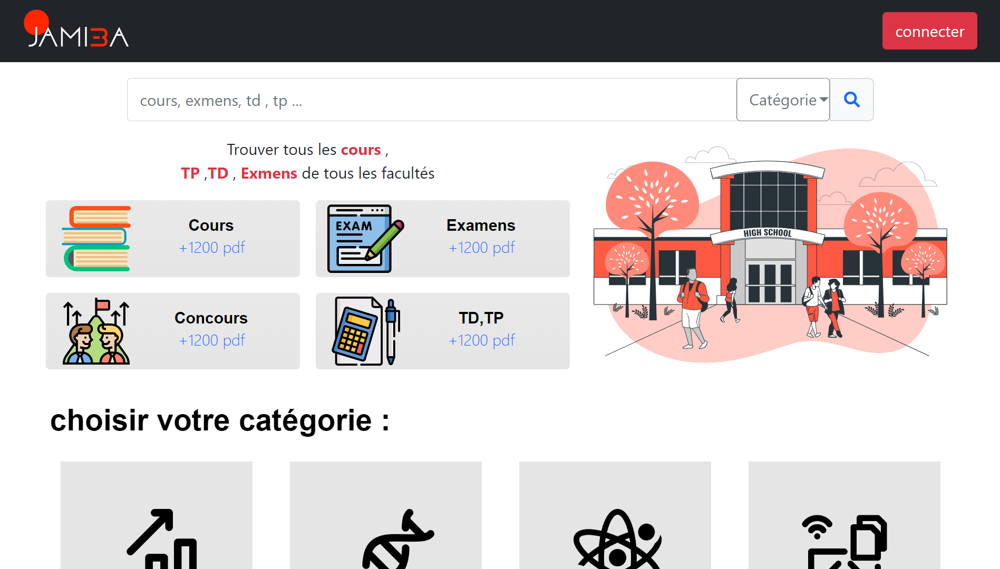 JAMI3A
connecter
cours, exmens, td , tp ...
Catégorie
Trouver tous les cours ,
TP ,TD , Exmens de tous les facultés
Cours
+1200 pdf
EXAM
Examens
+1200 pdf
HIGH SCHOOL
Concours
+1200 pdf
TD,TP
+1200 pdf
choisir votre catégorie :